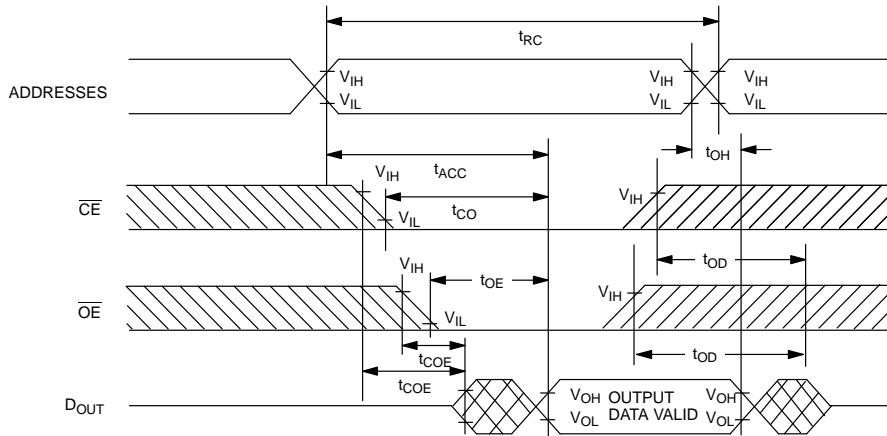 tRC
ADDRESSES
VIH
VIL
VIH
VIL
VIH
VIL
tOH
tACC
CE
VIH
VIL
tCO
VIH
tOD
OE
VIH
VIL
tOE
VIH
tOD
tCOE
tCOE
DOUT
VOH
VOL
OUTPUT
DATA VALID
VOH
VOL